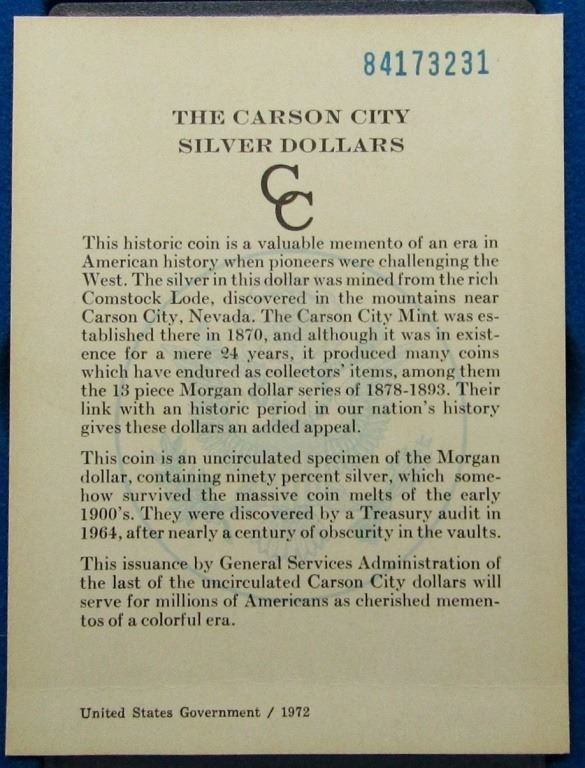 84173231
THE CARSON CITY
SILVER DOLLARS
CC
This historic coin is a valuable memento of an era in
American history when pioneers were challenging the
West. The silver in this dollar was mined from the rich
Comstock Lode, discovered in the mountains near
Carson City, Nevada. The Carson City Mint was es-
tablished there in 1870, and although it was in exist-
ence for a mere 24 years, it produced many coins
which have endured as collectors' items, among them
the 13 piece Morgan dollar series of 1878-1893. Their
link with an historic period in our nation's history
gives these dollars an added appeal.
This coin is an uncirculated specimen of the Morgan
dollar, containing ninety percent silver, which some-
how survived the massive coin melts of the early
1900's. They were discovered by a Treasury audit in
1964, after nearly a century of obscurity in the vaults.
This issuance by General Services Administration of
the last of the uncirculated Carson City dollars will
serve for millions of Americans as cherished memen-
tos of a colorful era.
United States Government / 1972